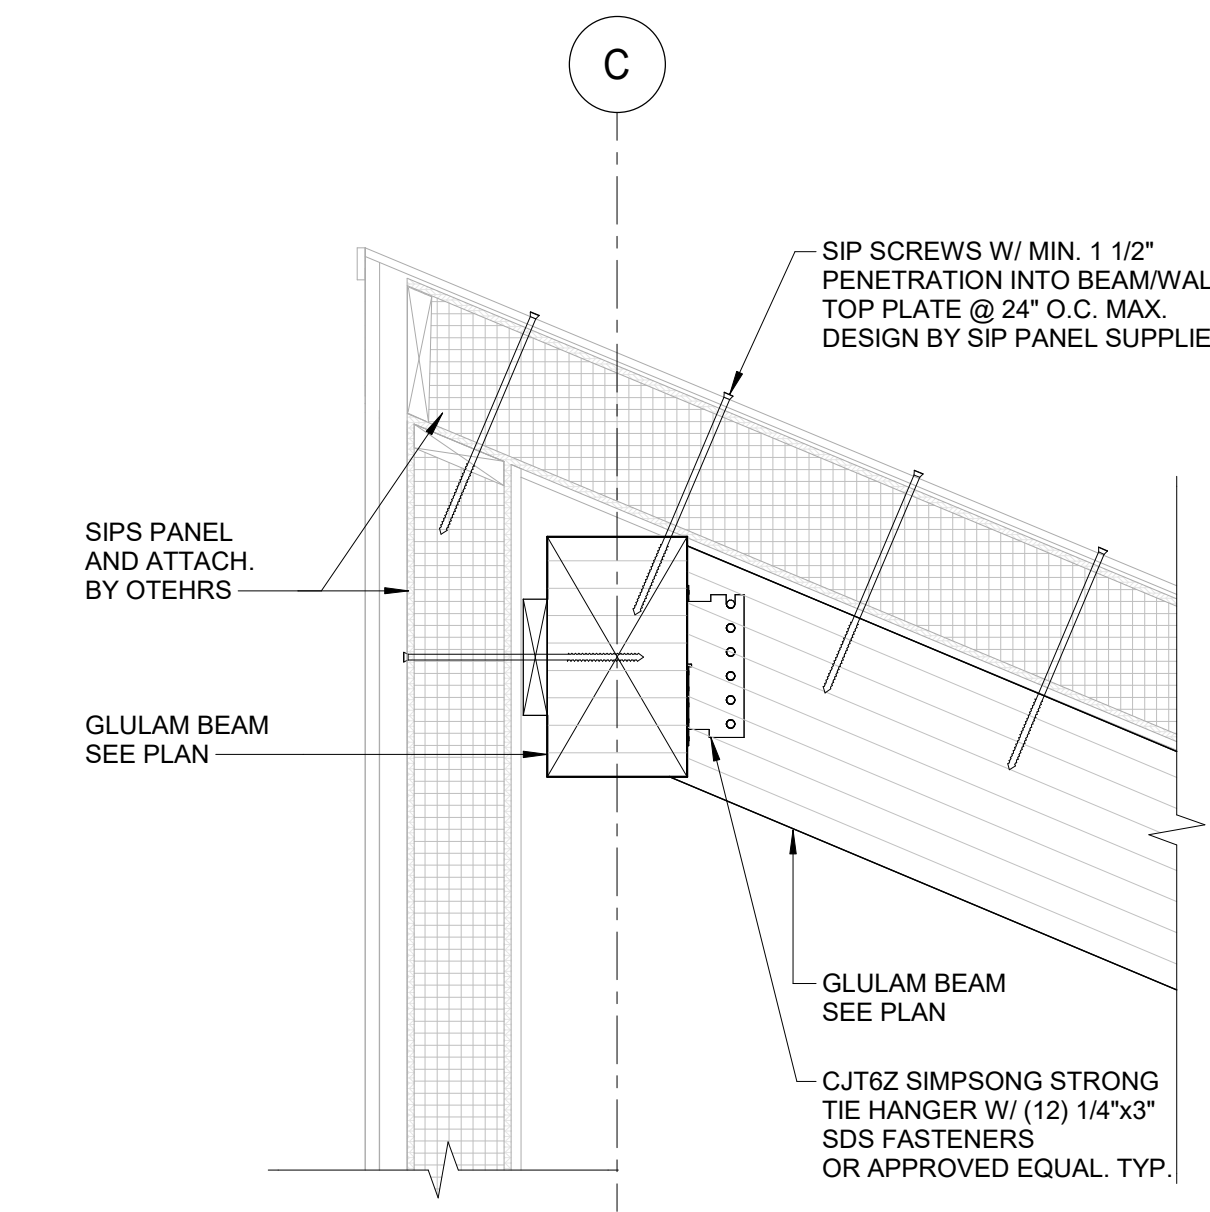 C
SIP SCREWS W/ MIN. 1 1/2"
PENETRATION INTO BEAM/WAL
TOP PLATE @ 24" O.C. MAX.
DESIGN BY SIP PANEL SUPPLIE
SIPS PANEL
AND ATTACH.
BY OTEHRS
GLULAM BEAM
SEE PLAN
GLULAM BEAM
SEE PLAN
CJT6Z SIMPSONG STRONG
TIE HANGER W/ (12) 1/4"x3"
SDS FASTENERS
OR APPROVED EQUAL. TYP.